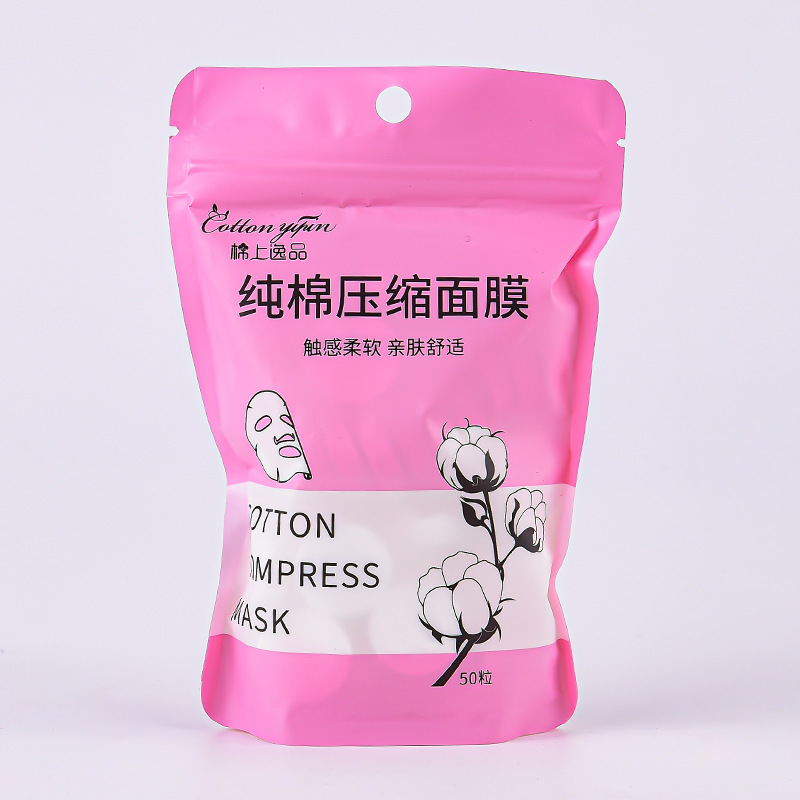 Cotton yipin
棉上逸品
纯棉压缩面膜
触感柔软 亲肤舒适
COTTON
OMPRESS
MASK
50粒